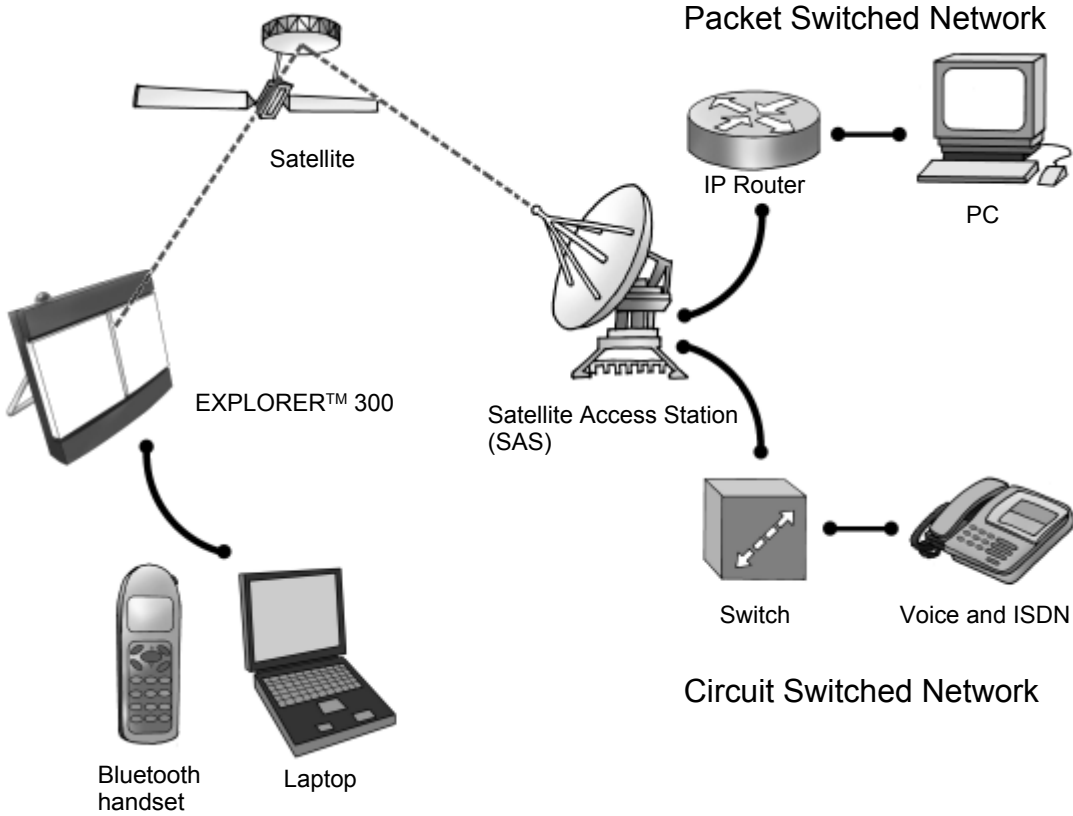 Packet Switched Network
Satellite
IP Router
PC
EXPLORER™ 300
Satellite Access Station
(SAS)
Switch
Voice and ISDN
Circuit Switched Network
Bluetooth
handset
Laptop